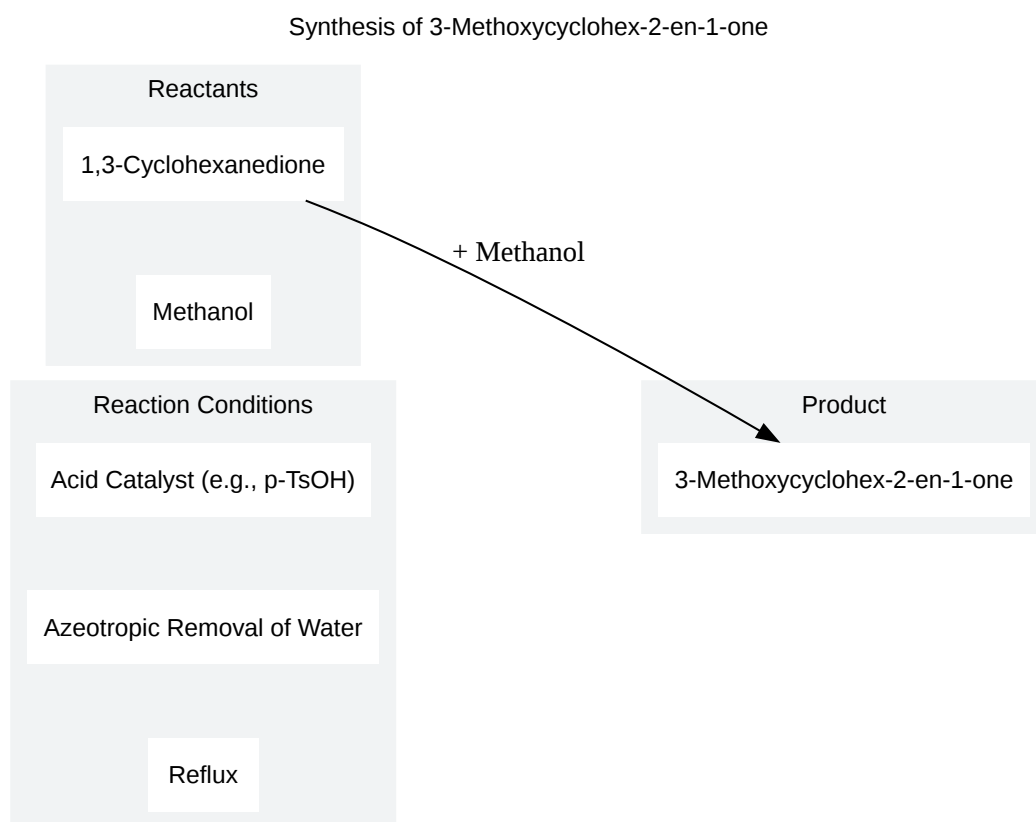 Synthesis of 3-Methoxycyclohex-2-en-1-one
Reactants
1,3-Cyclohexanedione
+ Methanol
Methanol
Reaction Conditions
Acid Catalyst (e.g., p-TsOH)
Azeotropic Removal of Water
Reflux
Product
3-Methoxycyclohex-2-en-1-one